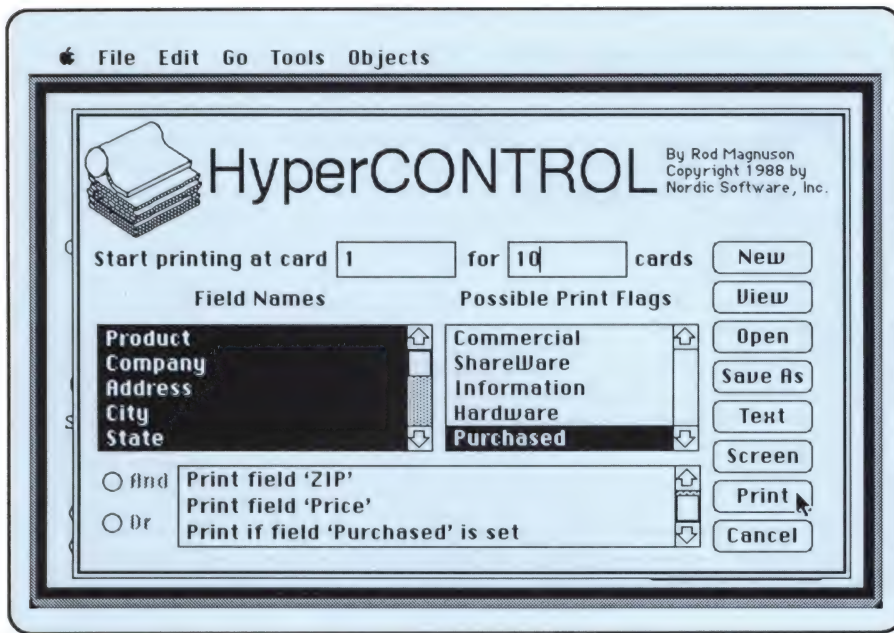 File Edit Go Tools Objects
HyperCONTROL
By Rod Magnuson
Copyright 1988 by
Nordic Software, Inc.
Start printing at card 1 for 10 cards
Field Names
Possible Print Flags
Product
Company
Address
City
State
Commercial
ShareWare
Information
Hardware
Purchased
And
Or
Print field ‘ZIP’
Print field ‘Price’
Print if field ‘Purchased’ is set
New
View
Open
Save As
Text
Screen
Print
Cancel